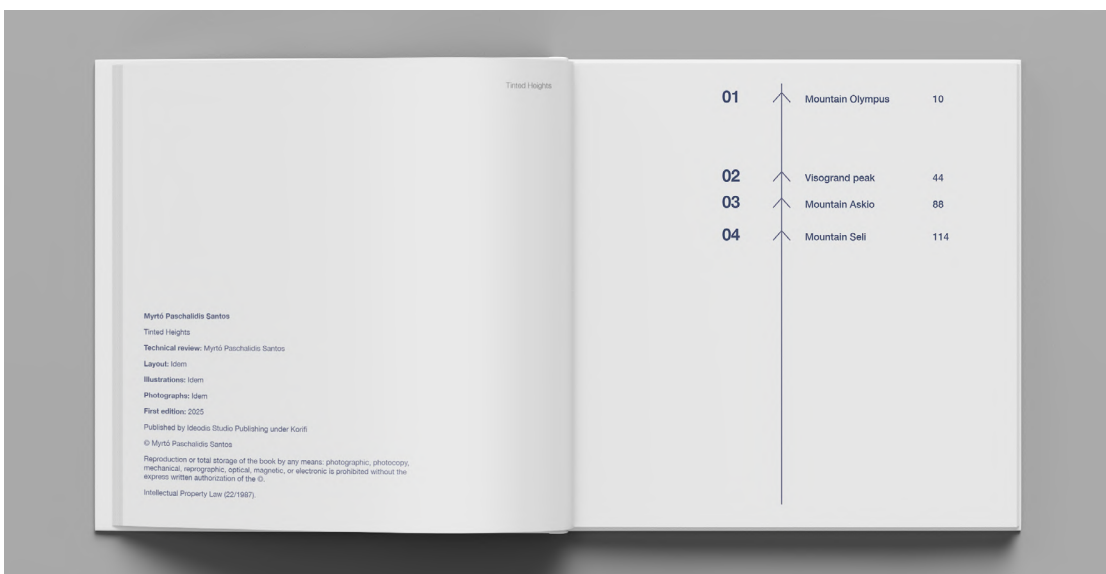 Tinted Heights
Myrtó Paschalidis Santos
Tinted Heights
Technical review: Myrtó Paschalidis Santos
Layout: Idem
Illustrations: Idem
Photographs: Idem
First edition: 2025
Published by Ideodis Studio Publishing under Korifi
© Myrtó Paschalidis Santos
Reproduction or total storage of the book by any means: photographic, photocopy,
mechanical, reprographic, optical, magnetic, or electronic is prohibited without the
express written authorization of the ©.
Intellectual Property Law (22/1987).
01 Mountain Olympus 10
02 Visogrand peak 44
03 Mountain Askio 88
04 Mountain Seli 114